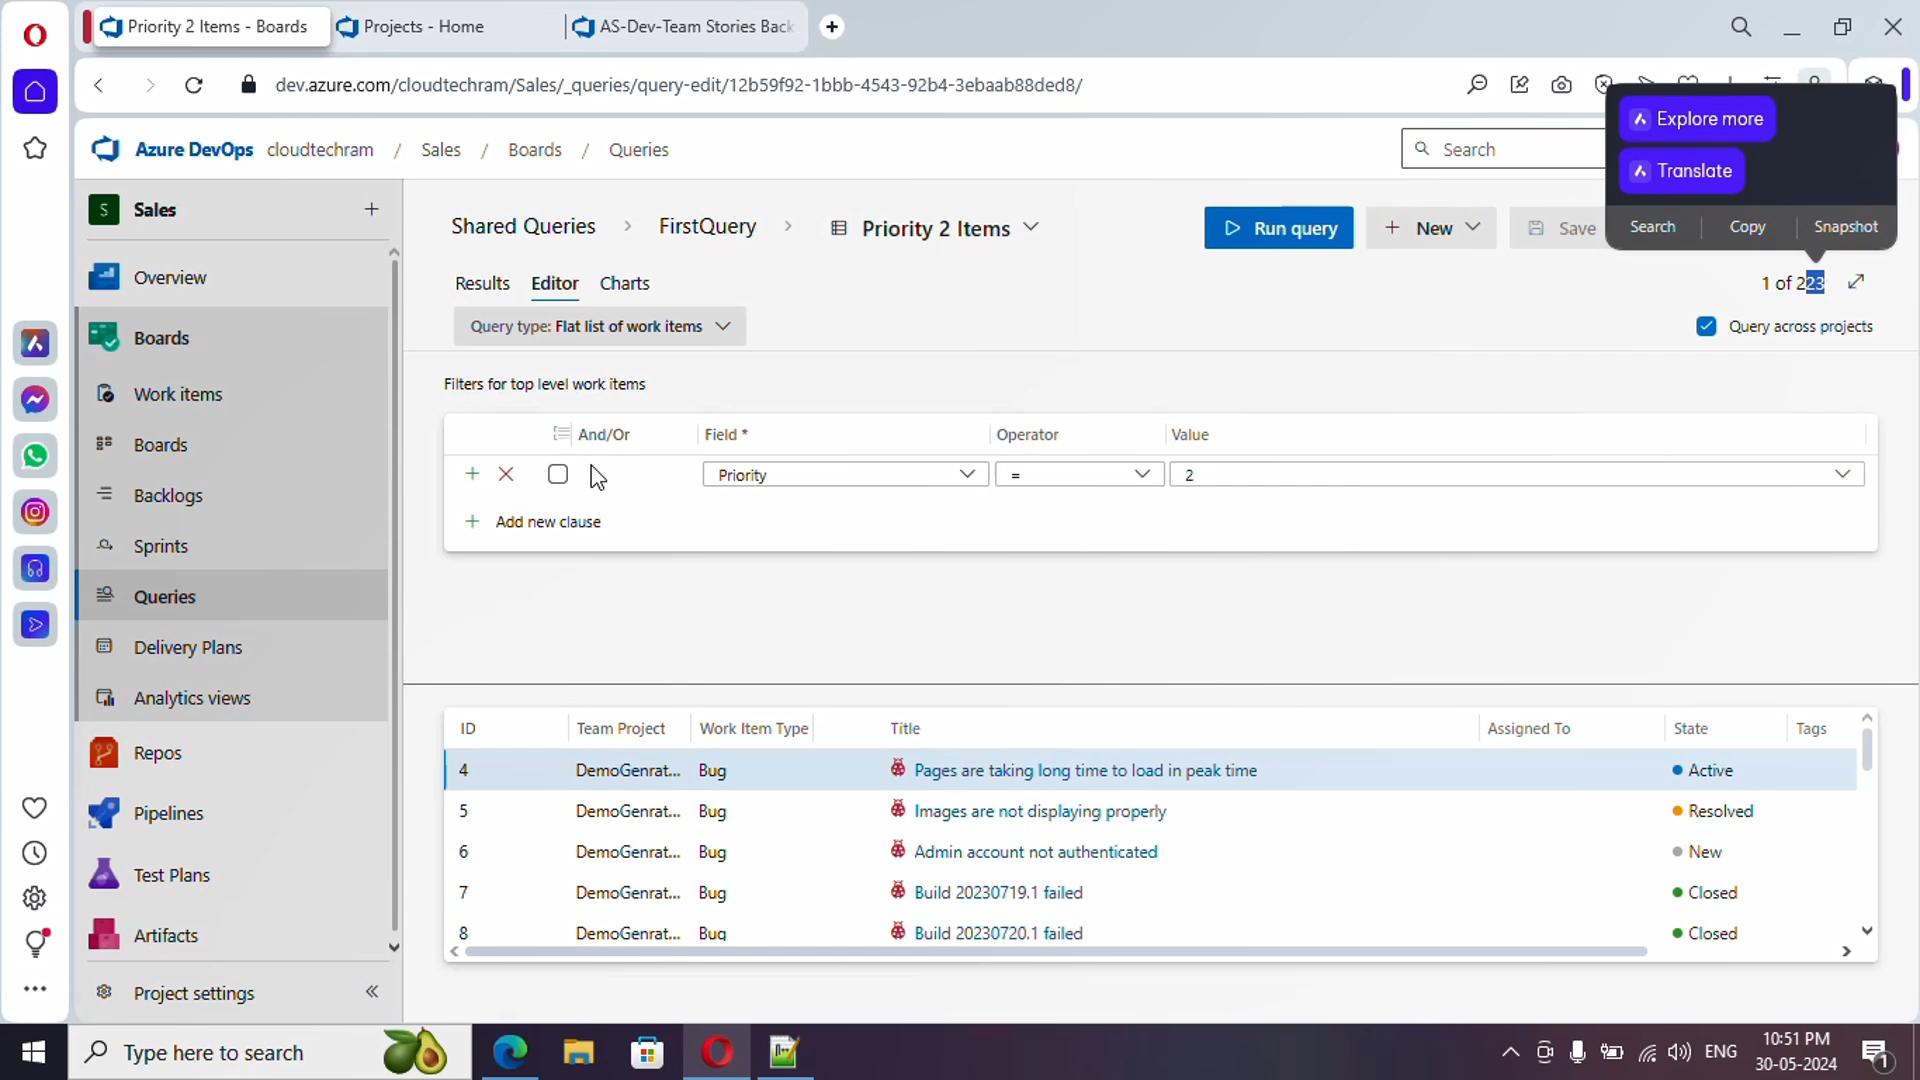 Priority 2 Items - Boards
Projects - Home
AS-Dev-Team Stories Back
dev.azure.com/cloudtechram/Sales/_queries/query-edit/12b59f92-1bbb-4543-92b4-3ebaab88ded8/
Explore more
Translate
Search Copy Snapshot
Azure DevOps cloudtechram / Sales / Boards / Queries
Search
S Sales
Overview
Boards
Work items
Boards
Backlogs
Sprints
Queries
Delivery Plans
Analytics views
Repos
Pipelines
Test Plans
Artifacts
Project settings
Shared Queries > FirstQuery > Priority 2 Items
Run query
New
Save
Results Editor Charts
1 of 223
Query type: Flat list of work items
Query across projects
Filters for top level work items
And/Or Field * Operator Value
Priority = 2
Add new clause
ID Team Project Work Item Type Title Assigned To State Tags
4 DemoGenrat... Bug Pages are taking long time to load in peak time Active
5 DemoGenrat... Bug Images are not displaying properly Resolved
6 DemoGenrat... Bug Admin account not authenticated New
7 DemoGenrat... Bug Build 20230719.1 failed Closed
8 DemoGenrat... Bug Build 20230720.1 failed Closed
Type here to search
ENG
10:51 PM
30-05-2024
1